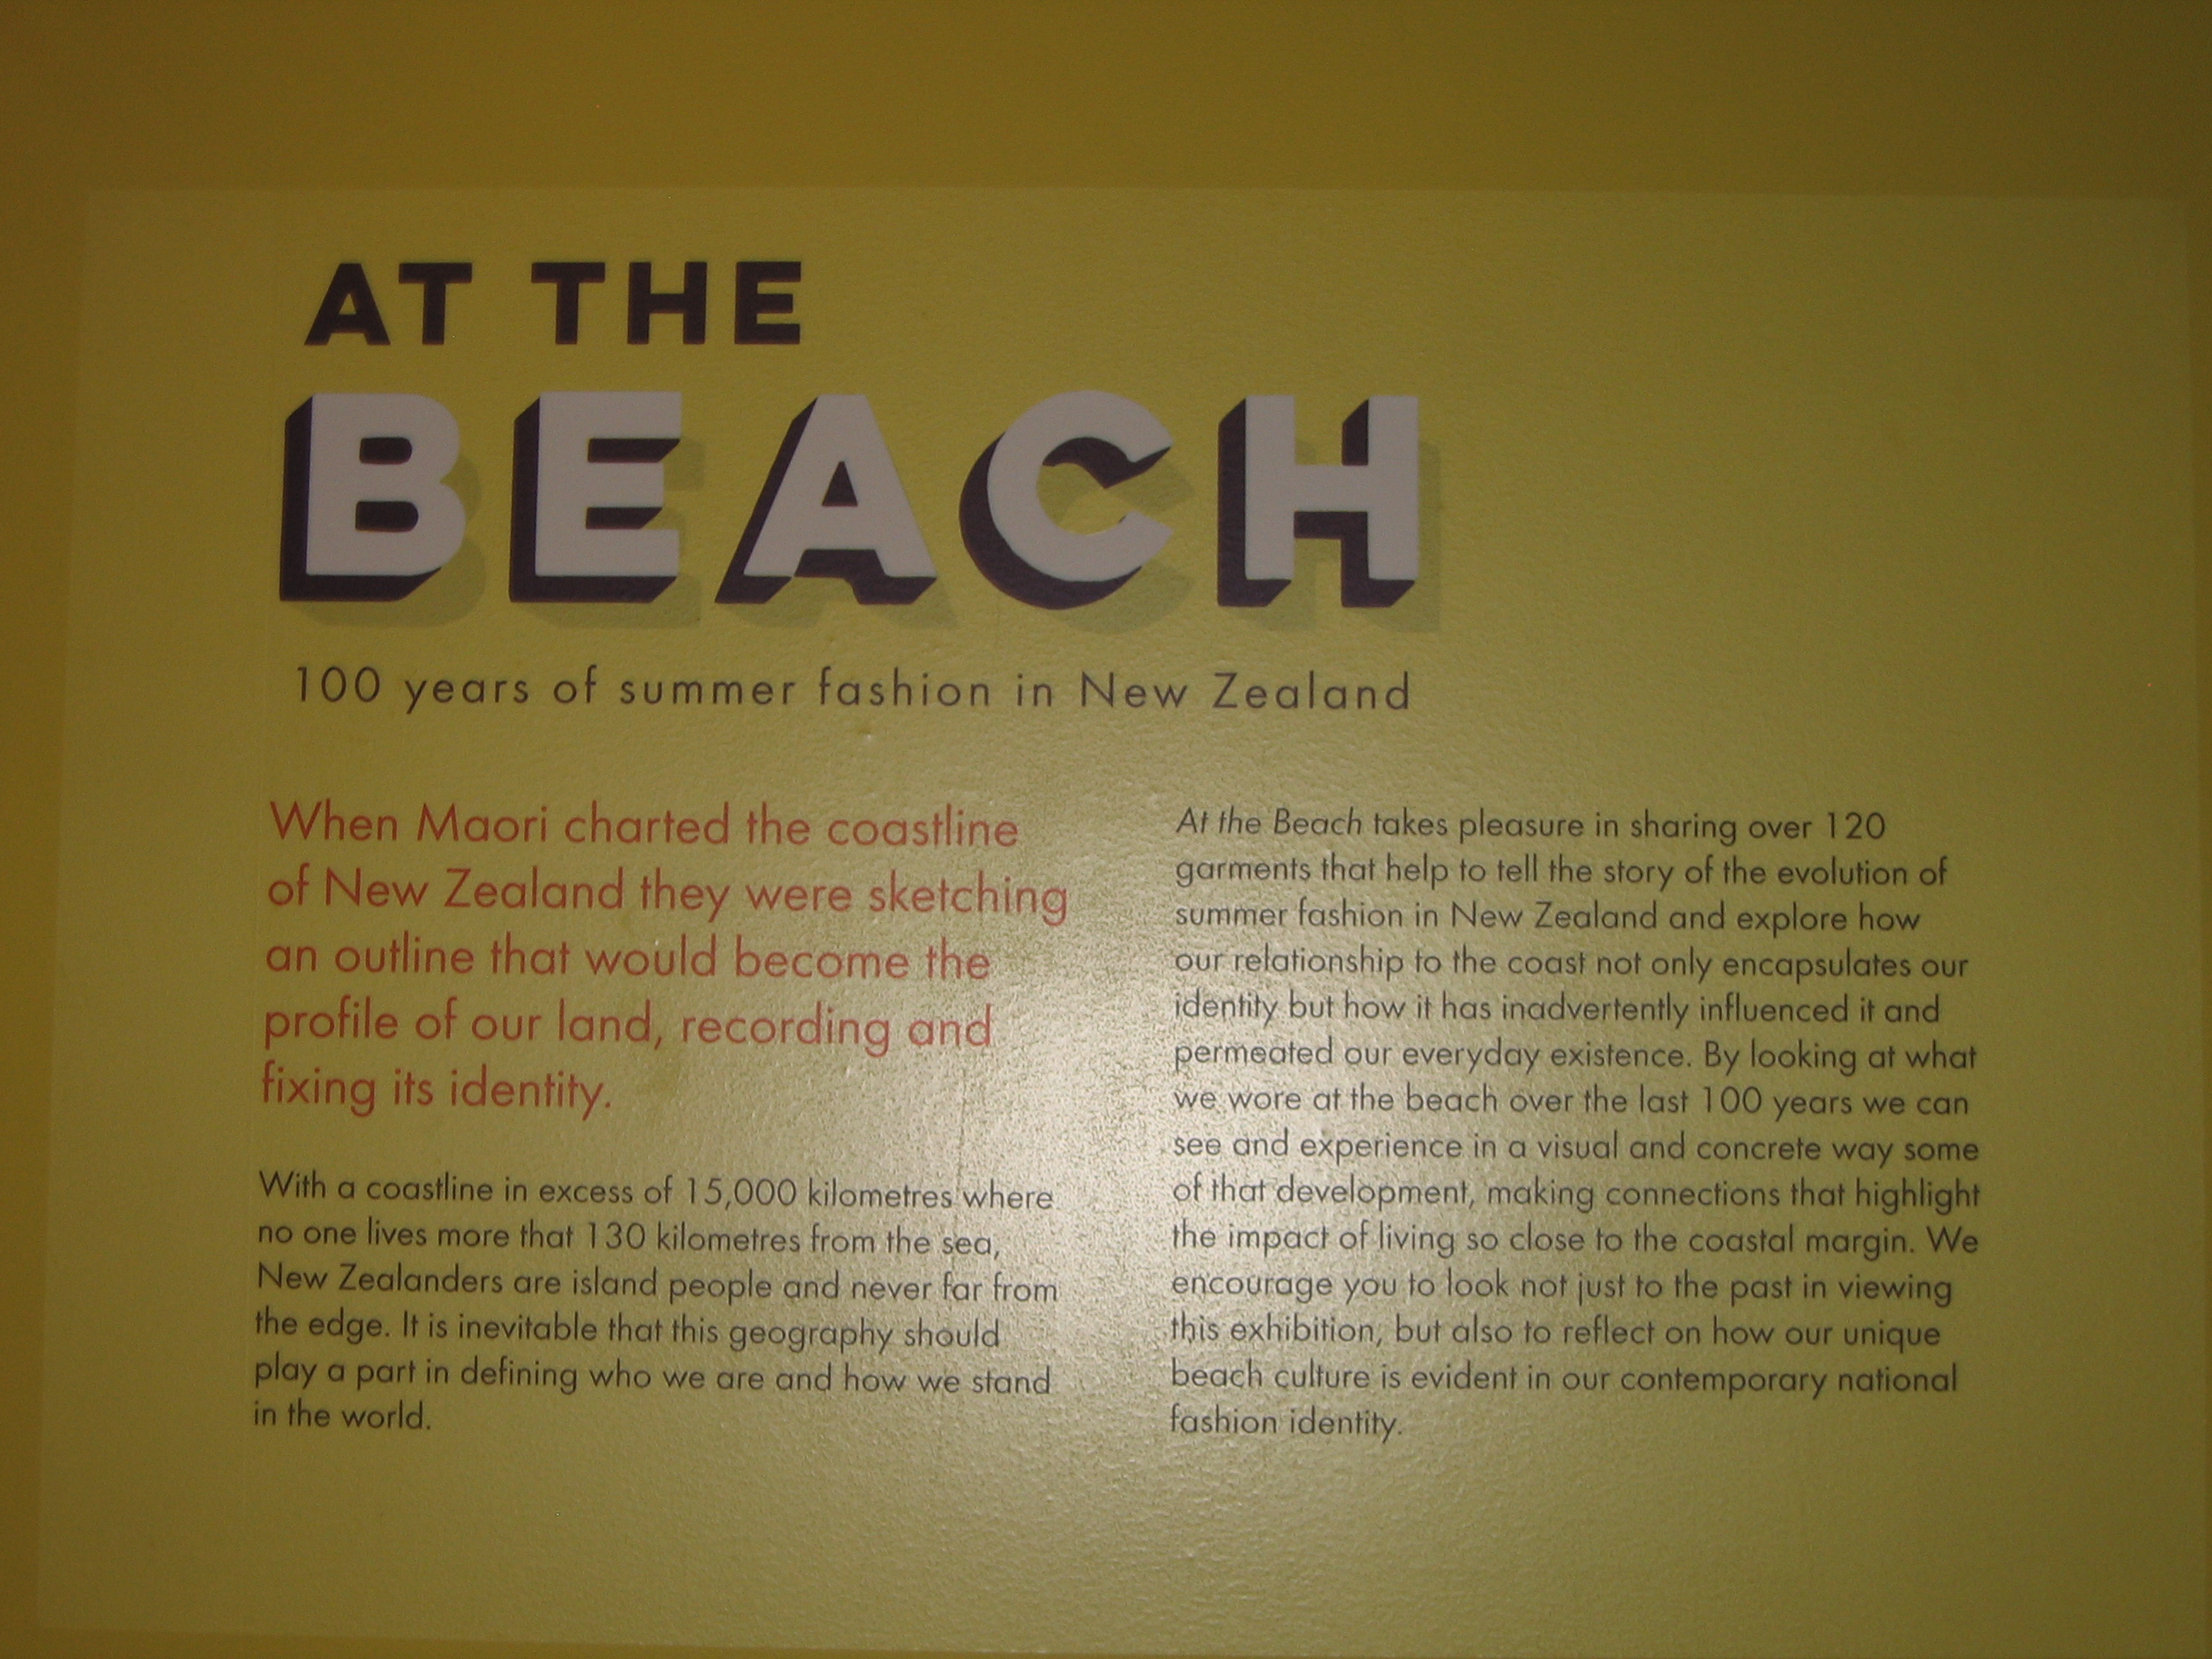 AT THE
BEACH
100 years of summer fashion in New Zealand
When Maori charted the coastline
of New Zealand they were sketching
an outline that would become the
profile of our land, recording and
fixing its identity.
With a coastline in excess of 15,000 kilometres where
no one lives more that 130 kilometres from the sea,
New Zealanders are island people and never far from
the edge. It is inevitable that this geography should
play a part in defining who we are and how we stand
in the world.
At the Beach takes pleasure in sharing over 120
garments that help to tell the story of the evolution of
summer fashion in New Zealand and explore how
our relationship to the coast not only encapsulates our
identity but how it has inadvertently influenced it and
permeated our everyday existence. By looking at what
we wore at the beach over the last 100 years we can
see and experience in a visual and concrete way some
of that development, making connections that highlight
the impact of living so close to the coastal margin. We
encourage you to look not just to the past in viewing
this exhibition, but also to reflect on how our unique
beach culture is evident in our contemporary national
fashion identity.